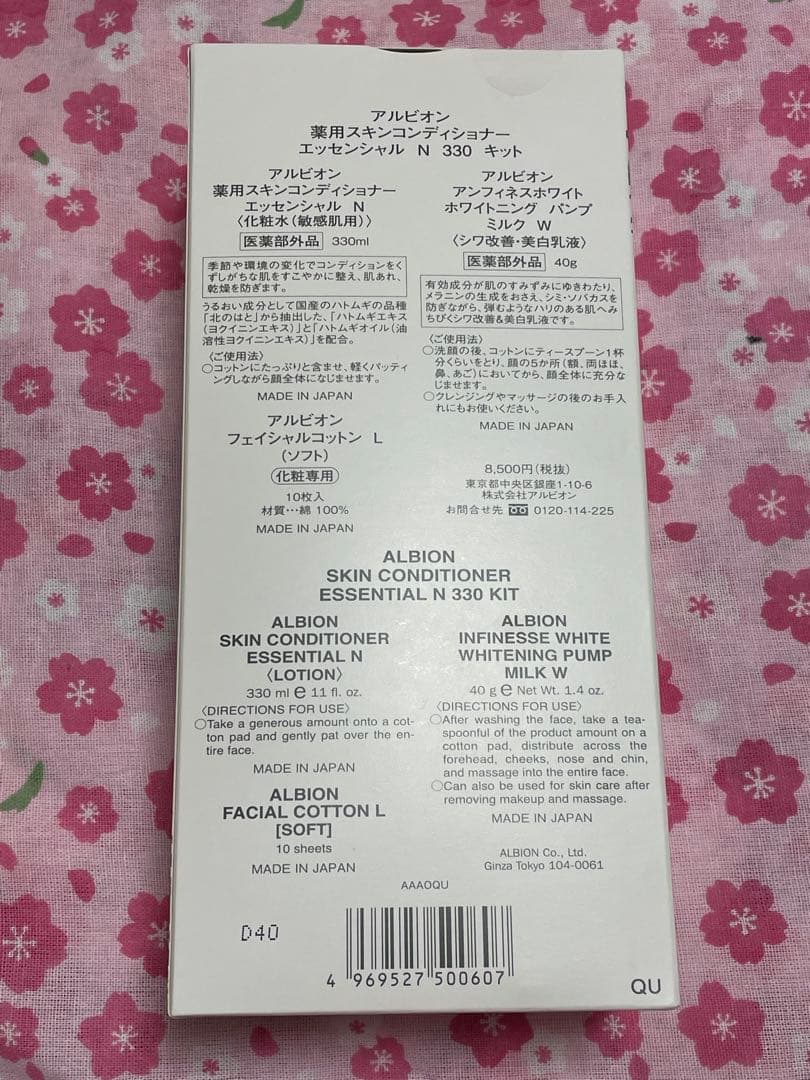 アルビオン
薬用スキンコンディショナー
エッセンシャル N 330 キット
アルビオン
薬用スキンコンディショナー
エッセンシャル N
〈化粧水(敏感肌用)〉
医薬部外品 330ml
季節や環境の変化でコンディションをく
ずしがちな肌をすこやかに整え、肌あれ、
乾燥を防ぎます。
うるおい成分として国産のハトムギの品種
「北のはと」から抽出した、「ハトムギエキス
(ヨクイニンエキス)」と「ハトムギオイル(油
溶性ヨクイニンエキス)」を配合。
〈ご使用法〉
○コットンにたっぷりと含ませ、軽くパッティ
ングしながら顔全体になじませます。
MADE IN JAPAN
アルビオン
フェイシャルコットン L
(ソフト)
化粧専用
10枚入
材質…綿 100%
MADE IN JAPAN
アルビオン
アンフィネスホワイト
ホワイトニング パンプ
ミルク W
〈シワ改善・美白乳液〉
医薬部外品 40g
有効成分が肌のすみずみにゆきわたり、
メラニンの生成をおさえ、シミ・ソバカスを
防ぎながら、弾むようなハリのある肌へみ
ちびくシワ改善&美白乳液です。
〈ご使用法〉
○洗顔の後、コットンにティースプーン1杯
分くらいをとり、顔の5か所(額、両ほほ、
鼻、あご)においてから、顔全体に充分な
じませます。
○クレンジングやマッサージの後のお手入
れにもお使いください。
MADE IN JAPAN
8,500円(税抜)
東京都中央区銀座1-10-6
株式会社アルビオン
お問合せ先 0120-114-225
ALBION
SKIN CONDITIONER
ESSENTIAL N 330 KIT
ALBION
SKIN CONDITIONER
ESSENTIAL N
〈LOTION〉
330 ml e 11 fl. oz.
〈DIRECTIONS FOR USE〉
○Take a generous amount onto a cot-
ton pad and gently pat over the en-
tire face.
MADE IN JAPAN
ALBION
FACIAL COTTON L
[SOFT]
10 sheets
MADE IN JAPAN
ALBION
INFINESSE WHITE
WHITENING PUMP
MILK W
40 g e Net Wt. 1.4 oz.
〈DIRECTIONS FOR USE〉
○After washing the face, take a tea-
spoonful of the product amount on a
cotton pad, distribute across the
forehead, cheeks, nose and chin,
and massage into the entire face.
○Can also be used for skin care after
removing makeup and massage.
MADE IN JAPAN
ALBION Co., Ltd.
Ginza Tokyo 104-0061
AAAOQU
D40
4 969527 500607
QU